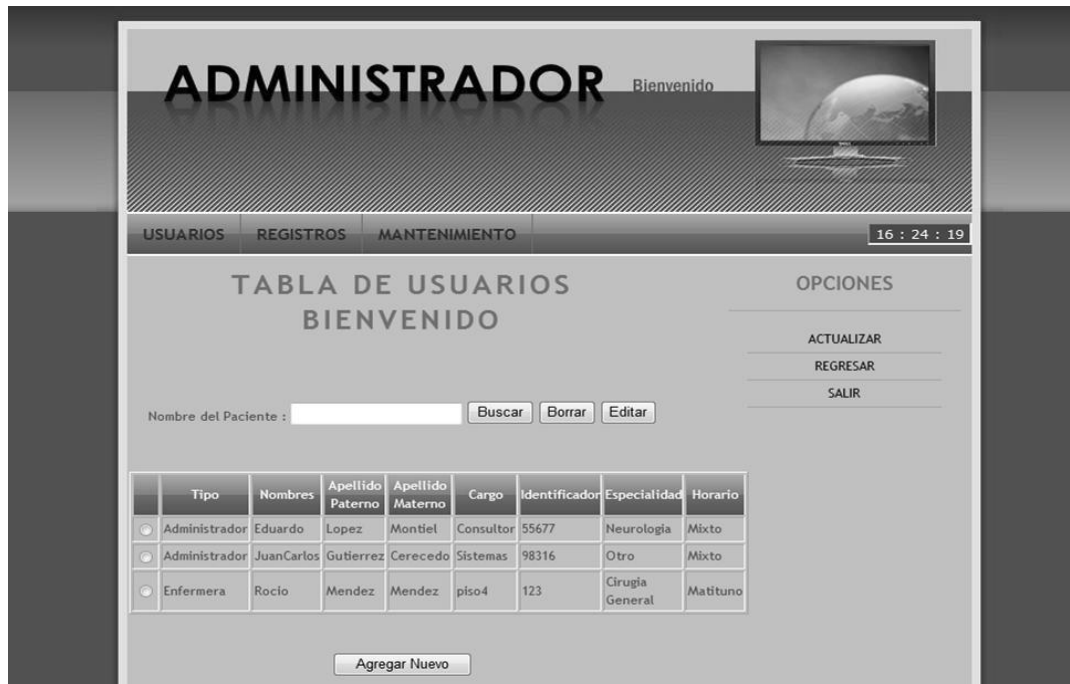 ADMINISTRADOR Bienvenido
USUARIOS REGISTROS MANTENIMIENTO 16 : 24 : 19
TABLA DE USUARIOS
BIENVENIDO
OPCIONES
ACTUALIZAR
REGRESAR
SALIR
Nombre del Paciente : Buscar Borrar Editar
Tipo Nombres Apellido Paterno Apellido Materno Cargo Identificador Especialidad Horario
Administrador Eduardo Lopez Montiel Consultor 55677 Neurologia Mixto
Administrador JuanCarlos Gutierrez Cerecedo Sistemas 98316 Otro Mixto
Enfermera Rocio Mendez Mendez piso4 123 Cirugia General Matituno
Agregar Nuevo